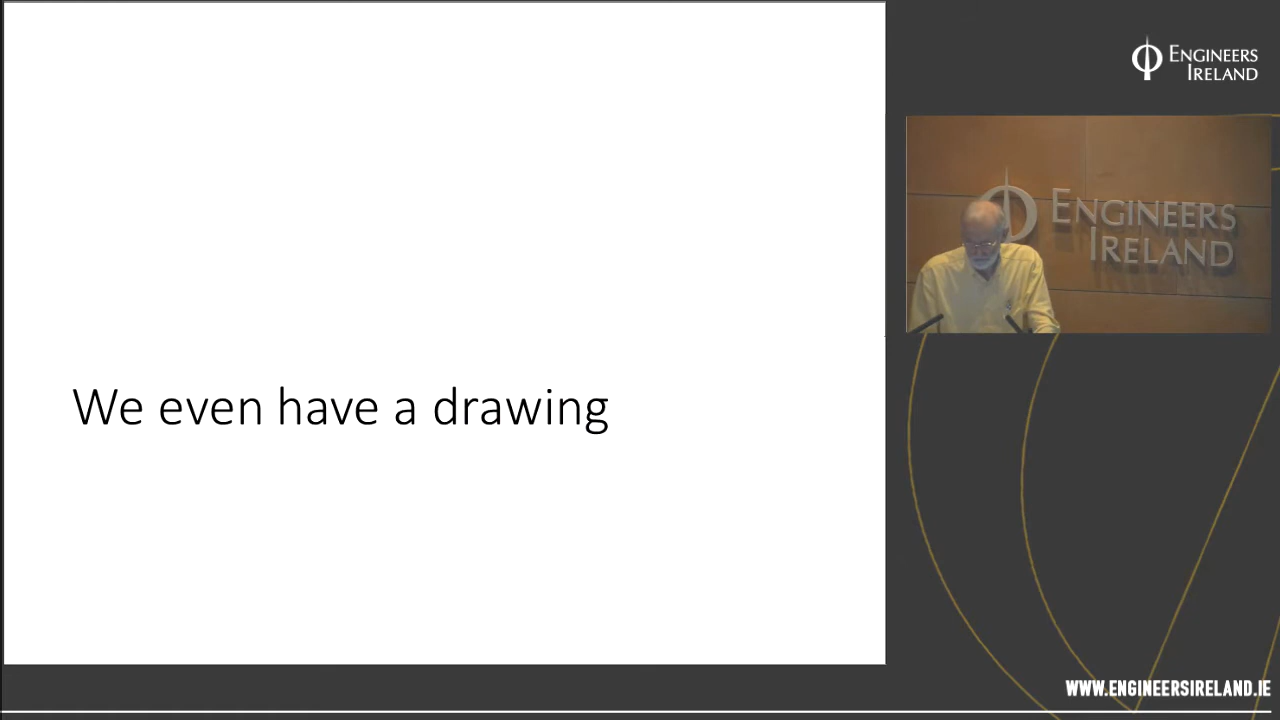 We even have a drawing
ENGINEERS
IRELAND
ENGINEERS
IRELAND
WWW.ENGINEERSIRELAND.IE